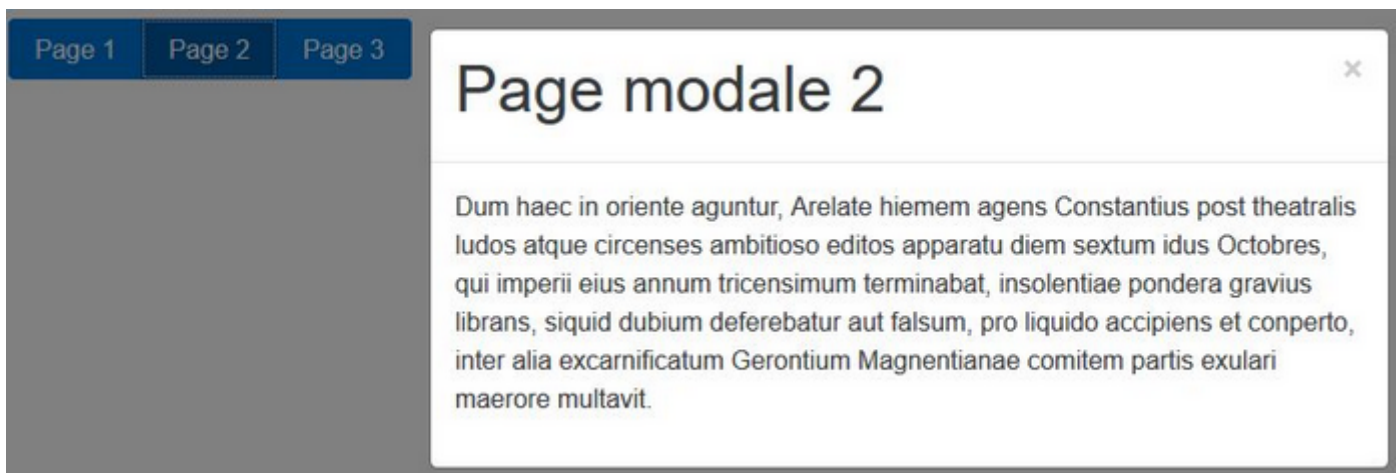 Page 1 Page 2 Page 3
Page modale 2
×
Dum haec in oriente aguntur, Arelate hiemem agens Constantius post theatralis
ludos atque circenses ambitioso editos apparatu diem sextum idus Octobres,
qui imperii eius annum tricensimum terminabat, insolentiae pondera gravius
librans, siquid dubium deferebatur aut falsum, pro liquido accipiens et conperto,
inter alia excarnificatum Gerontium Magnentianae comitem partis exulari
maerore multavit.